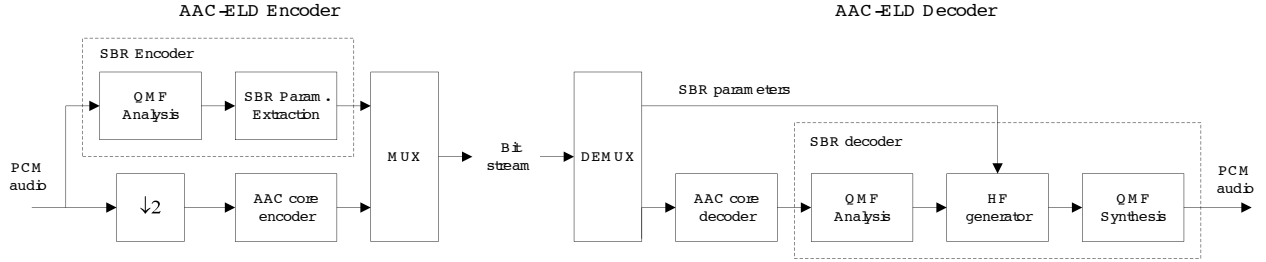 AAC-ELD Encoder
AAC-ELD Decoder
SBR Encoder
QMF
Analysis
SBR Param.
Extraction
PCM
audio
↓2
AAC core
encoder
MUX
Bit
stream
DEMUX
SBR parameters
SBR decoder
AAC core
decoder
QMF
Analysis
HF
generator
QMF
Synthesis
PCM
audio